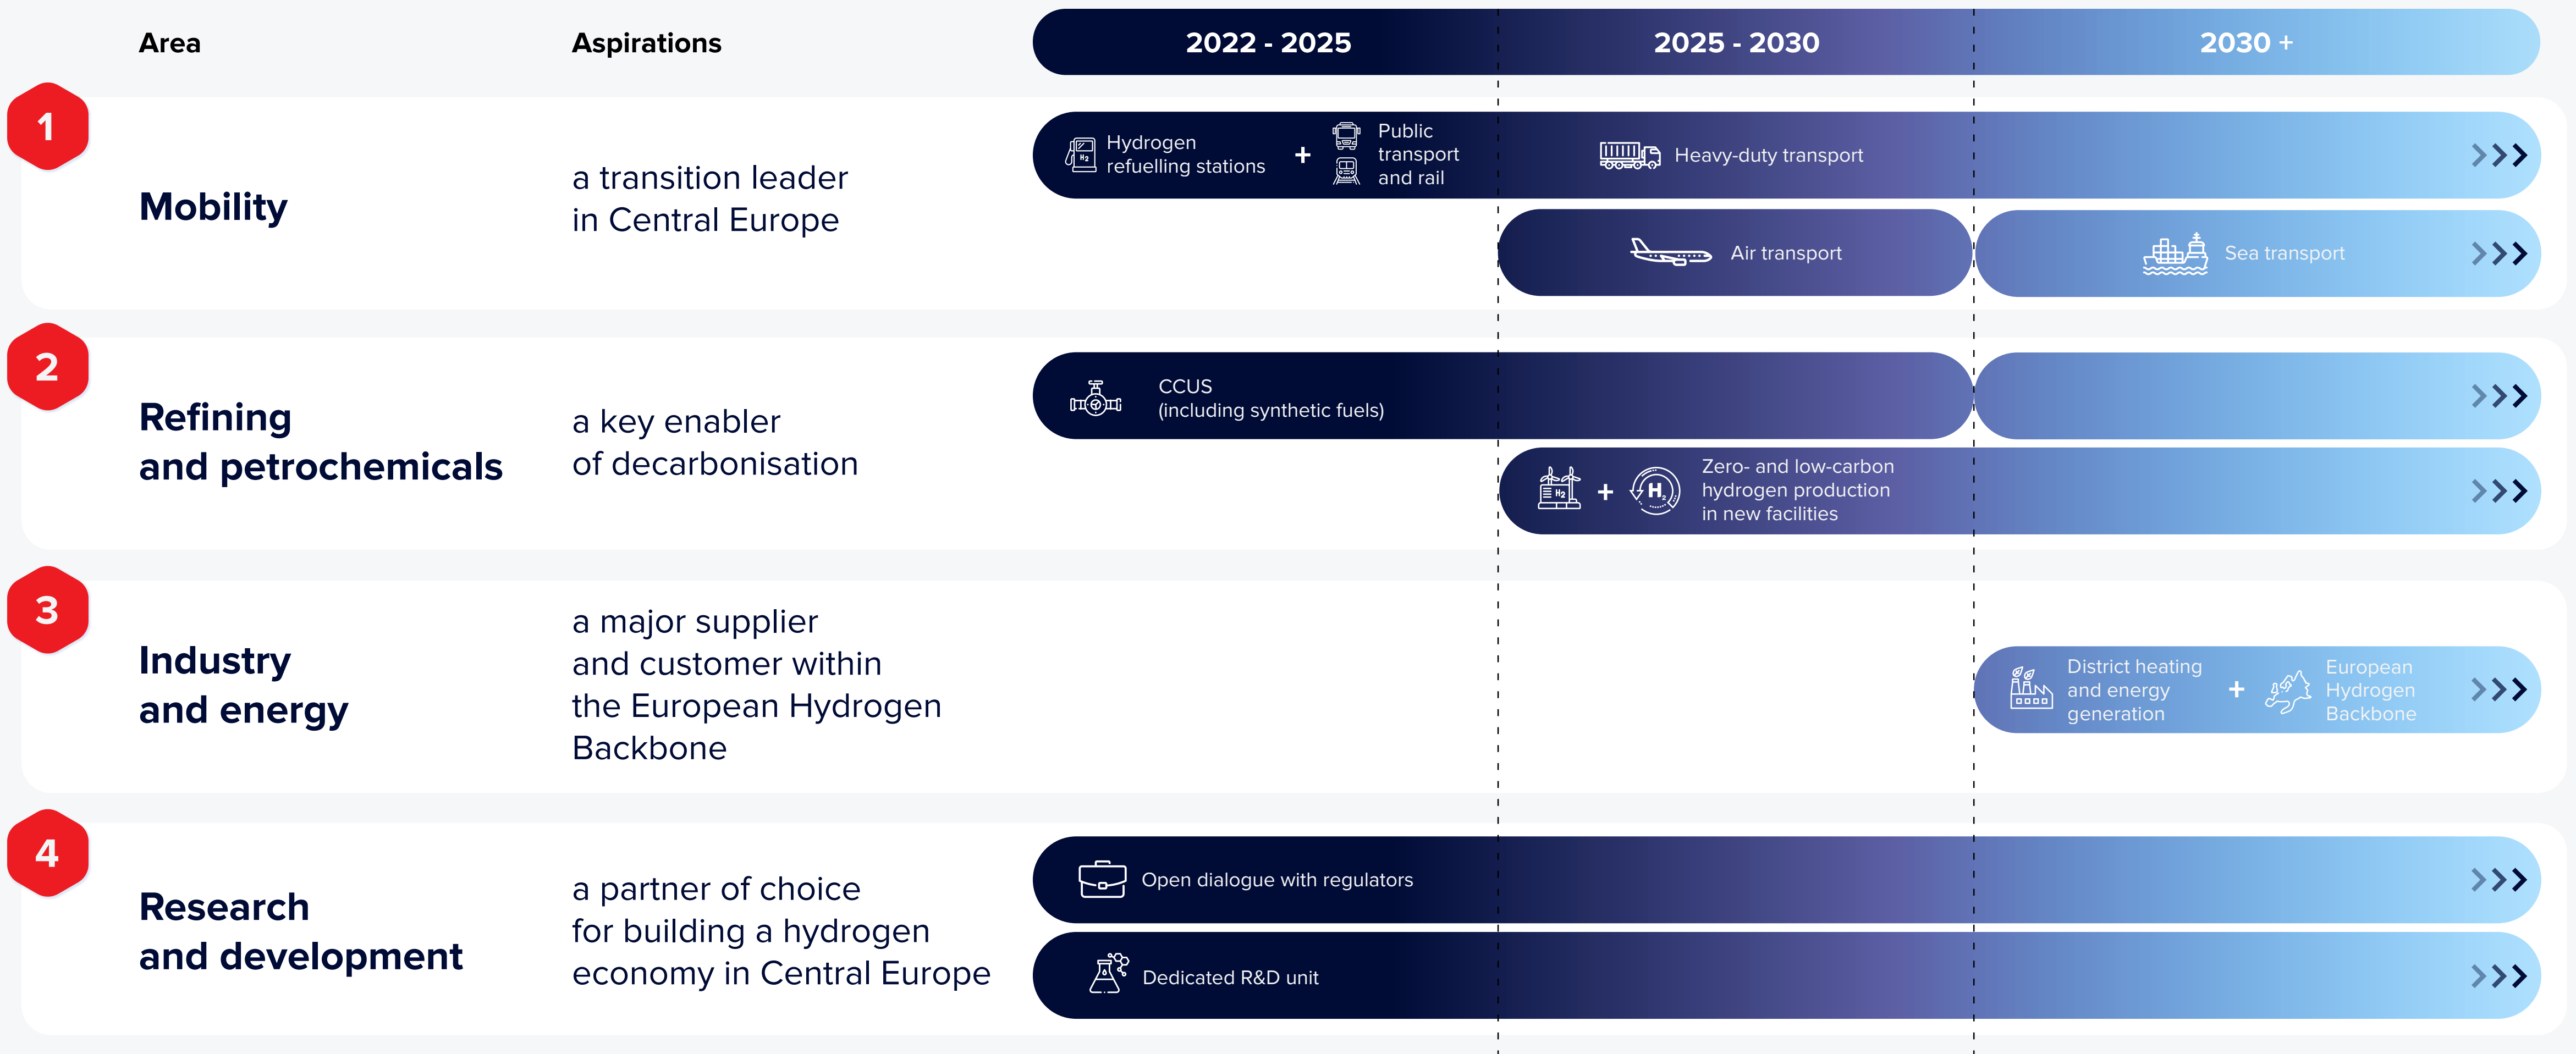 Area
Aspirations
2022 - 2025
2025 - 2030
2030 +
1
Mobility
a transition leader
in Central Europe
H2
Hydrogen
refuelling stations
+
Public
transport
and rail
Heavy-duty transport
Air transport
Sea transport
2
Refining
and petrochemicals
a key enabler
of decarbonisation
CCUS
(including synthetic fuels)
H2
+
H2
Zero- and low-carbon
hydrogen production
in new facilities
3
Industry
and energy
a major supplier
and customer within
the European Hydrogen
Backbone
District heating
and energy
generation
+
European
Hydrogen
Backbone
4
Research
and development
a partner of choice
for building a hydrogen
economy in Central Europe
Open dialogue with regulators
Dedicated R&D unit